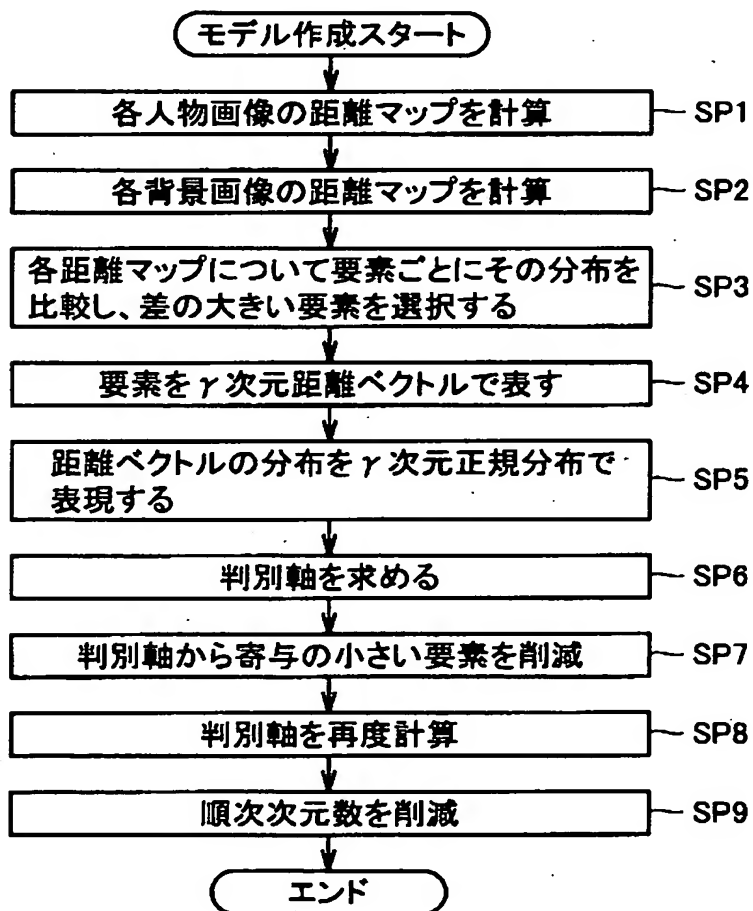 モデル作成スタート
各人物画像の距離マップを計算
SP1
各背景画像の距離マップを計算
SP2
各距離マップについて要素ごとにその分布を
比較し、差の大きい要素を選択する
SP3
要素をγ次元距離ベクトルで表す
SP4
距離ベクトルの分布をγ次元正規分布で
表現する
SP5
判別軸を求める
SP6
判別軸から寄与の小さい要素を削減
SP7
判別軸を再度計算
SP8
順次次元数を削減
SP9
エンド